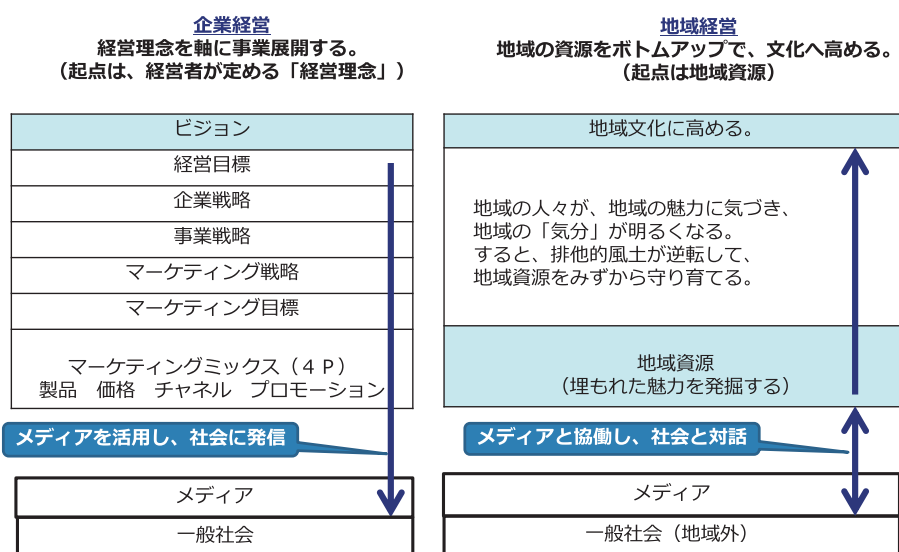 企業経営
経営理念を軸に事業展開する。
（起点は、経営者が定める「経営理念」）
ビジョン
経営目標
企業戦略
事業戦略
マーケティング戦略
マーケティング目標
マーケティングミックス（４Ｐ）
製品　価格　チャネル　プロモーション
メディアを活用し、社会に発信
メディア
一般社会
地域経営
地域の資源をボトムアップで、文化へ高める。
（起点は地域資源）
地域文化に高める。
地域の人々が、地域の魅力に気づき、
地域の「気分」が明るくなる。
すると、排他的風土が逆転して、
地域資源をみずから守り育てる。
地域資源
（埋もれた魅力を発掘する）
メディアと協働し、社会と対話
メディア
一般社会（地域外）